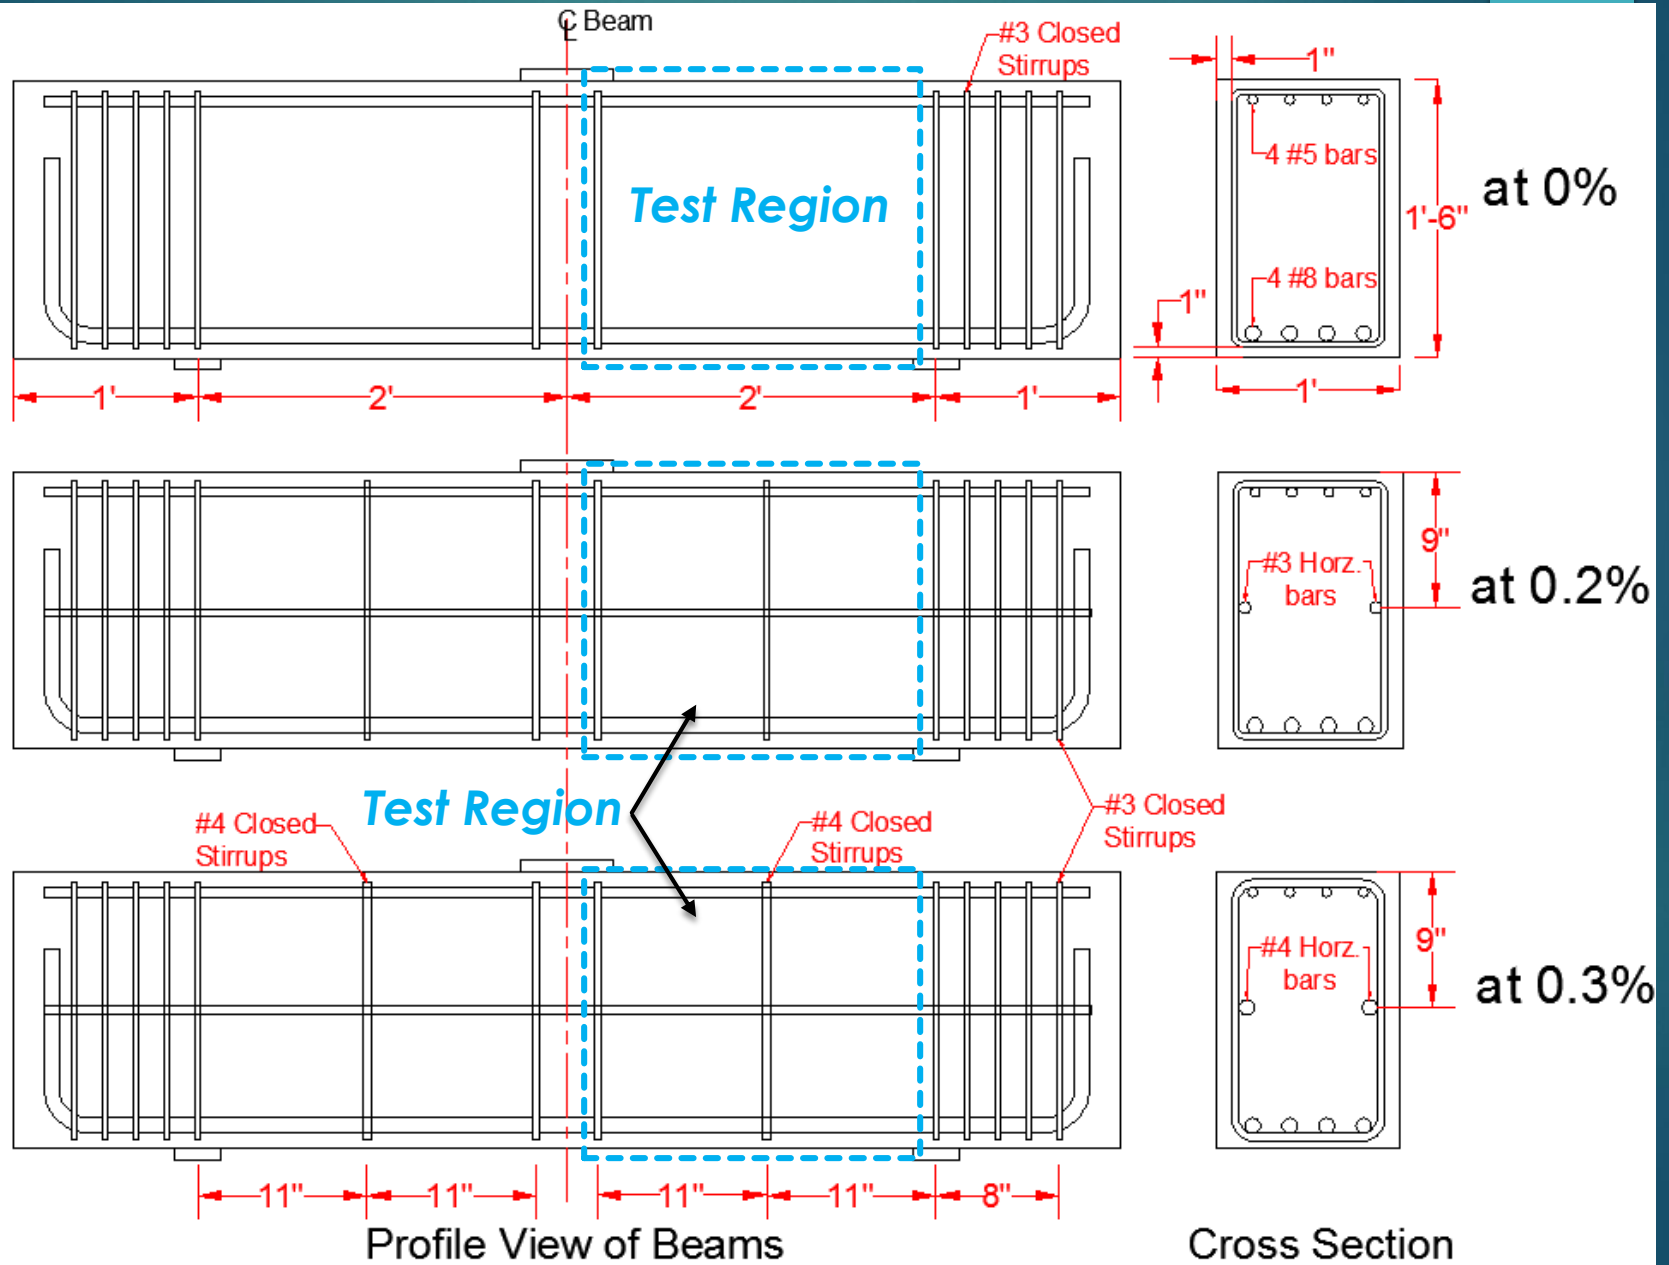 ℄ Beam
#3 Closed
Stirrups
1"
4 #5 bars
at 0%
1'-6"
Test Region
4 #8 bars
1"
1'
2'
2'
1'
1'
9"
#3 Horz.
bars
at 0.2%
Test Region
#4 Closed
Stirrups
#4 Closed
Stirrups
#3 Closed
Stirrups
9"
#4 Horz.
bars
at 0.3%
11"
11"
11"
11"
8"
Profile View of Beams
Cross Section